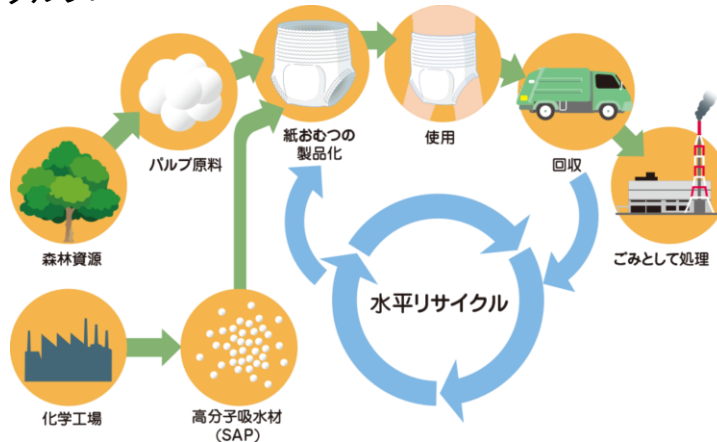 パルプ原料
紙おむつの
製品化
使用
回収
森林資源
ごみとして処理
水平リサイクル
化学工場
高分子吸水材
(SAP)